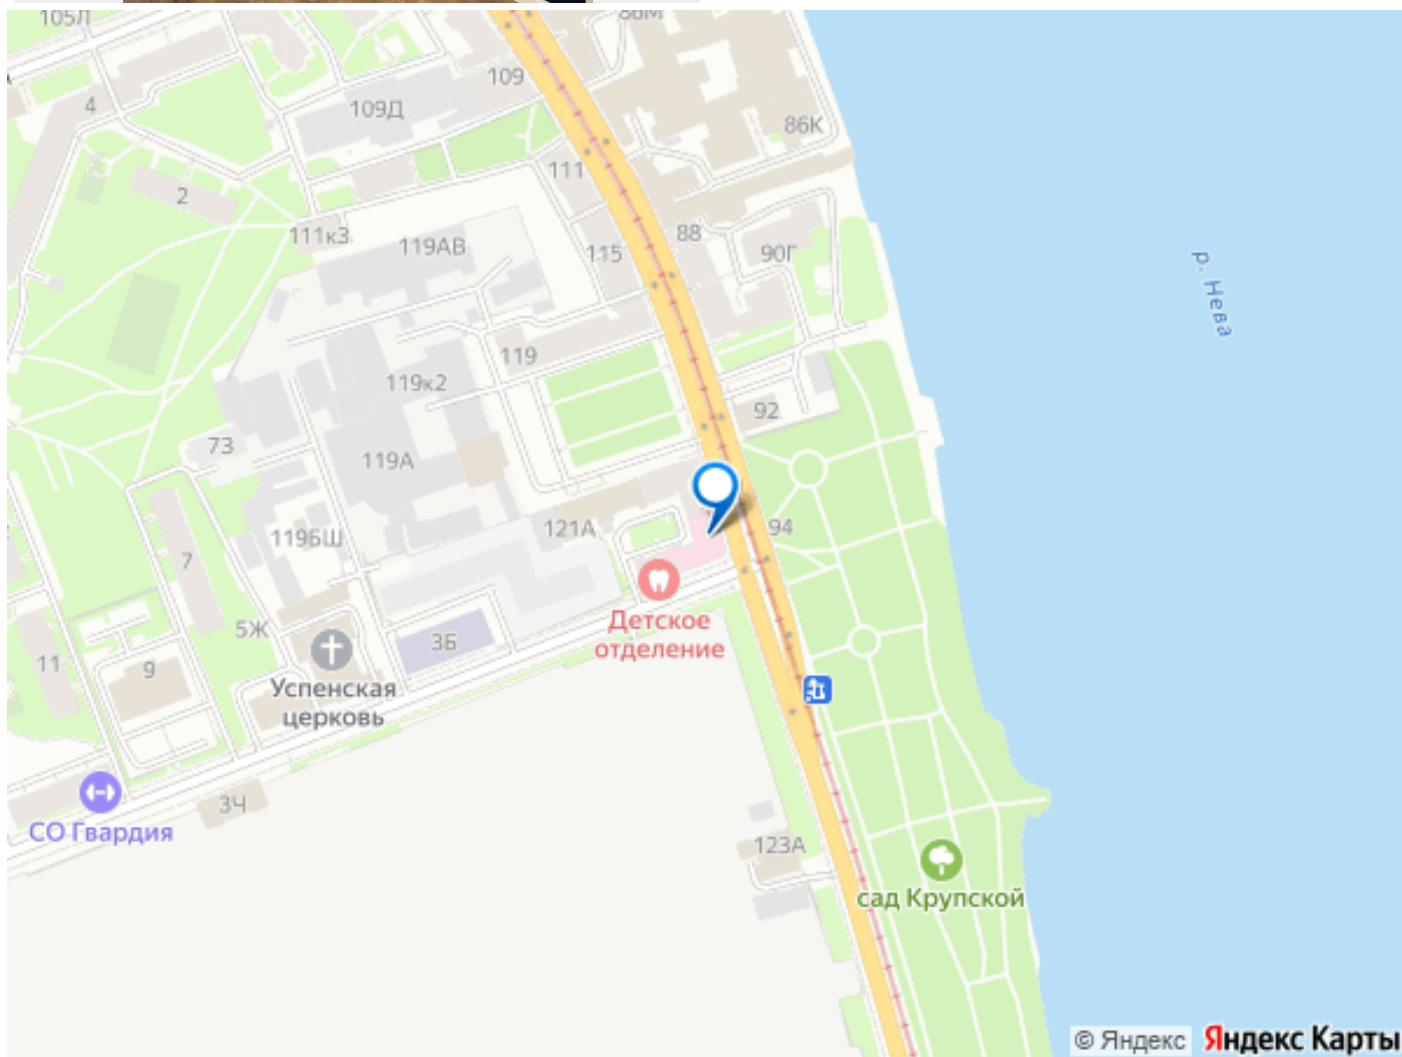 105Л
86М
109
4
109Д
86К
111
2
111к3
119АВ
88
115
90Г
р. Нева
119
119к2
92
73
119А
121А
94
119БШ
7
Детское
отделение
5Ж
3Б
11
9
Успенская
церковь
3Ч
СО Гвардия
123А
сад Крупской
© Яндекс Яндекс Карты